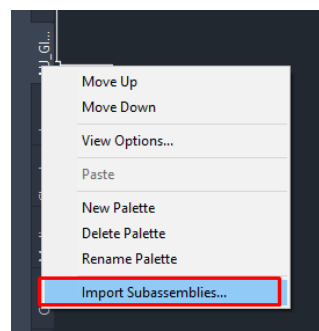 Move Up
Move Down
View Options...
Paste
New Palette
Delete Palette
Rename Palette
Import Subassemblies...